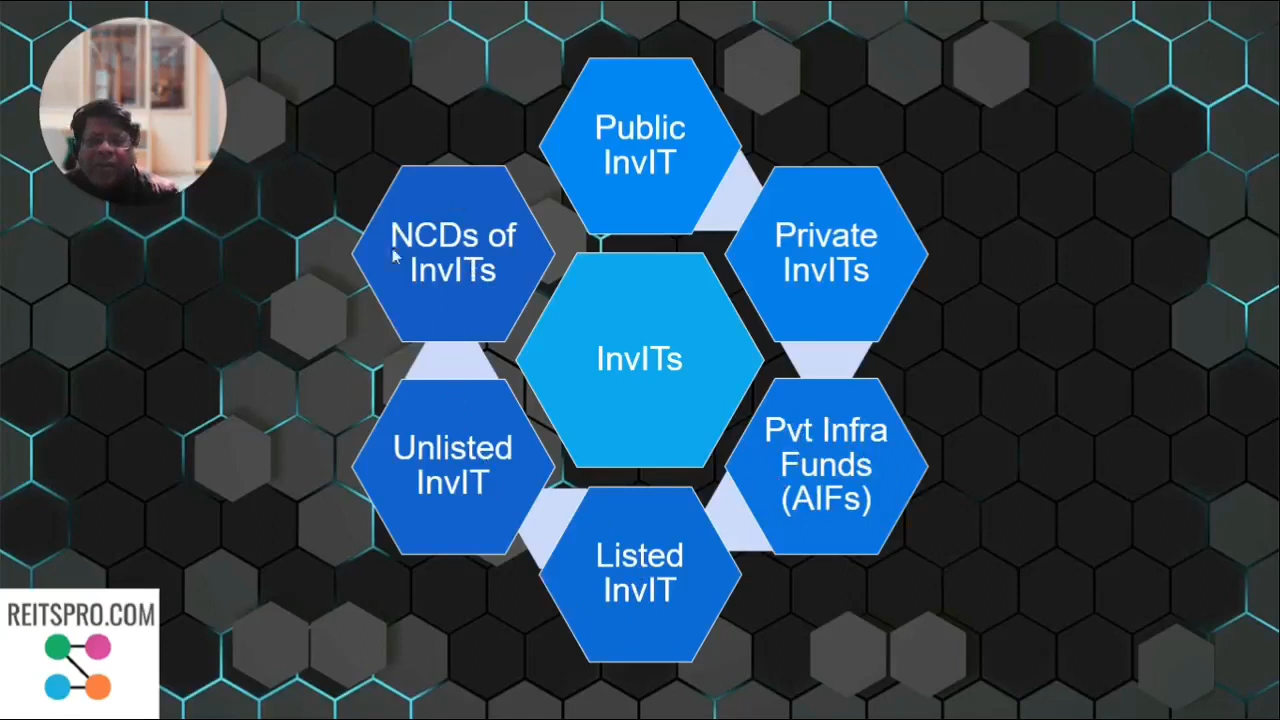 Public
InvIT
Private
InvITs
Pvt Infra
Funds
(AIFs)
Listed
InvIT
Unlisted
InvIT
NCDs of
InvITs
InvITs
REITSPRO.COM